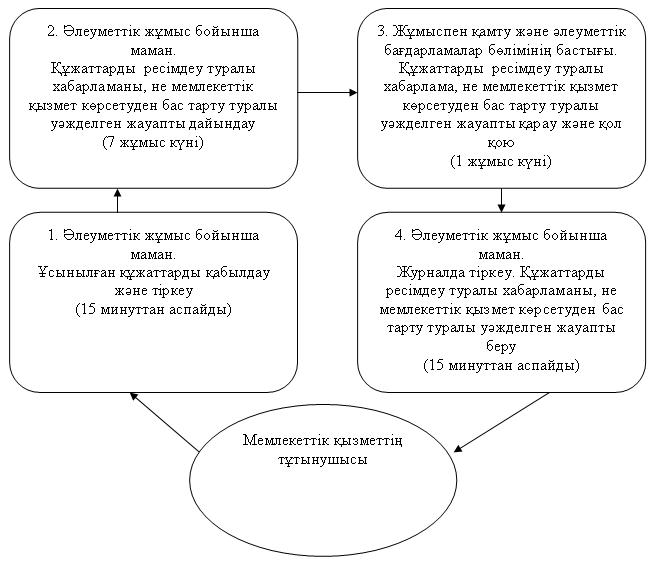 2. Әлеуметтік жұмыс бойынша
маман.
Құжаттарды ресімдеу туралы
хабарламаны, не мемлекеттік
қызмет көрсетуден бас тарту туралы
уәжделген жауапты дайындау
(7 жұмыс күні)
3. Жұмыспен қамту және әлеуметтік
бағдарламалар бөлімінің бастығы.
Құжаттарды ресімдеу туралы
хабарлама, не мемлекеттік қызмет
көрсетуден бас тарту туралы
уәжделген жауапты қарау және қол
қою
(1 жұмыс күні)
1. Әлеуметтік жұмыс бойынша
маман.
Ұсынылған құжаттарды қабылдау
және тіркеу
(15 минуттан аспайды)
4. Әлеуметтік жұмыс бойынша
маман.
Журналда тіркеу. Құжаттарды
ресімдеу туралы хабарламаны, не
мемлекеттік қызмет көрсетуден бас
тарту туралы уәжделген жауапты
беру
(15 минуттан аспайды)
Мемлекеттік қызметтің
тұтынушысы